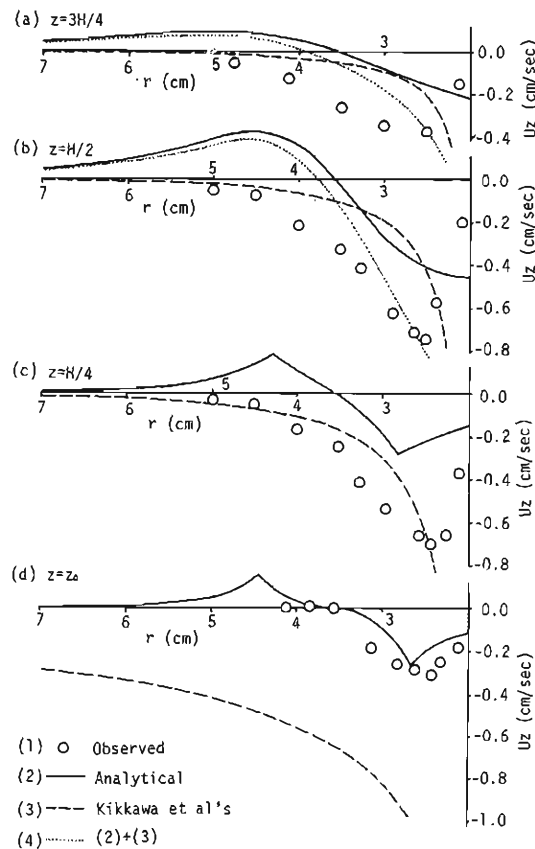 (a) z=3H/4
0.0
-0.2
-0.4
Uz (cm/sec)
7 6 5 4 3
r (cm)
(b) z=H/2
0.0
-0.2
-0.4
-0.6
-0.8
Uz (cm/sec)
7 6 5 4 3
r (cm)
(c) z=H/4
0.0
-0.2
-0.4
-0.6
-0.8
Uz (cm/sec)
7 6 5 4 3
r (cm)
(d) z=z₀
0.0
-0.2
-0.4
-0.6
-0.8
-1.0
Uz (cm/sec)
7 6 5 4 3
r (cm)
(1) Observed
(2) Analytical
(3) Kikkawa et al's
(4) (2)+(3)